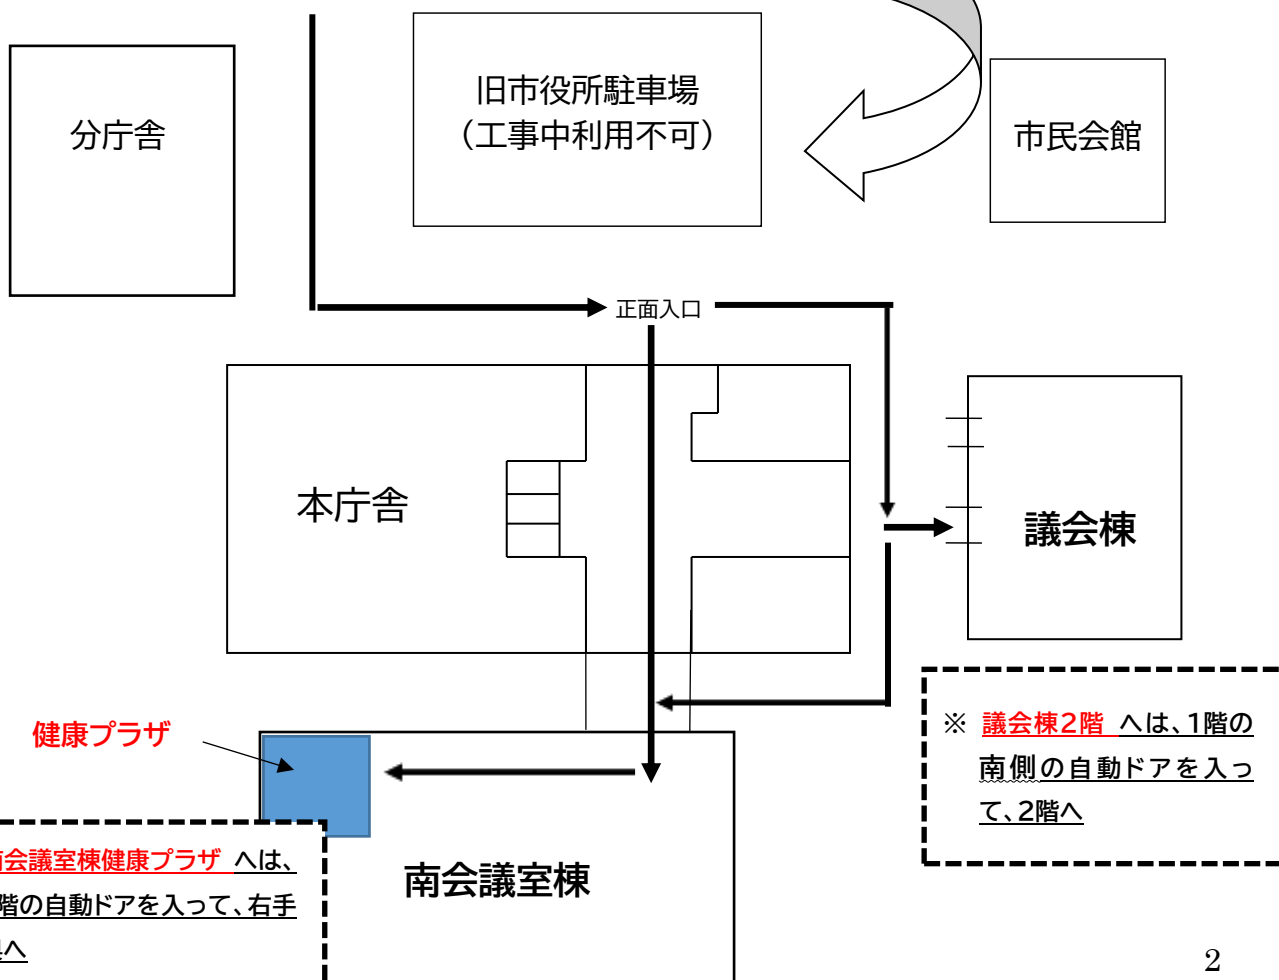 旧市役所駐車場
（工事中利用不可）
分庁舎
市民会館
正面入口
本庁舎
議会棟
健康プラザ
※ 議会棟2階 へは、1階の
南側の自動ドアを入っ
て、2階へ
会議室棟健康プラザ へは、
階の自動ドアを入って、右手
へ
南会議室棟
2